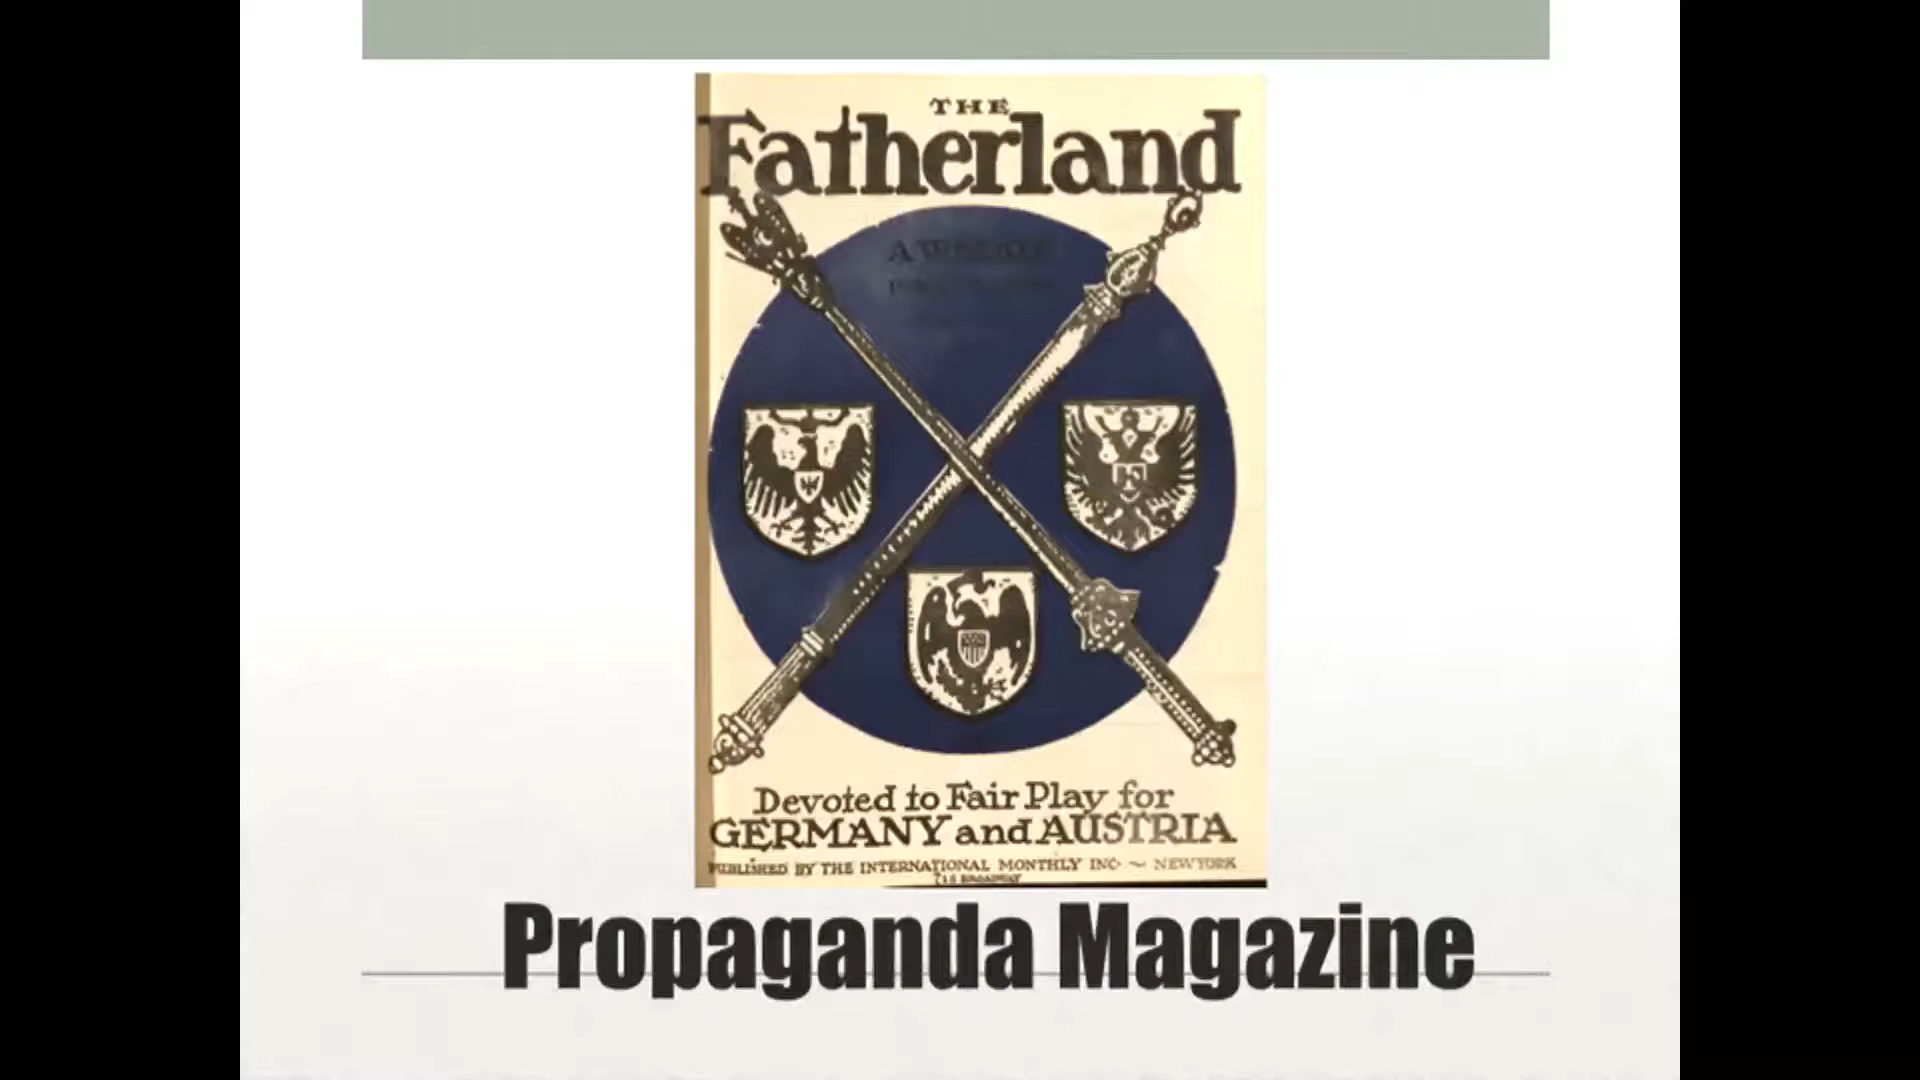 THE
Fatherland
Devoted to Fair Play for
GERMANY and AUSTRIA
PUBLISHED BY THE INTERNATIONAL MONTHLY INC ~ NEW YORK
BROADWAY
Propaganda Magazine